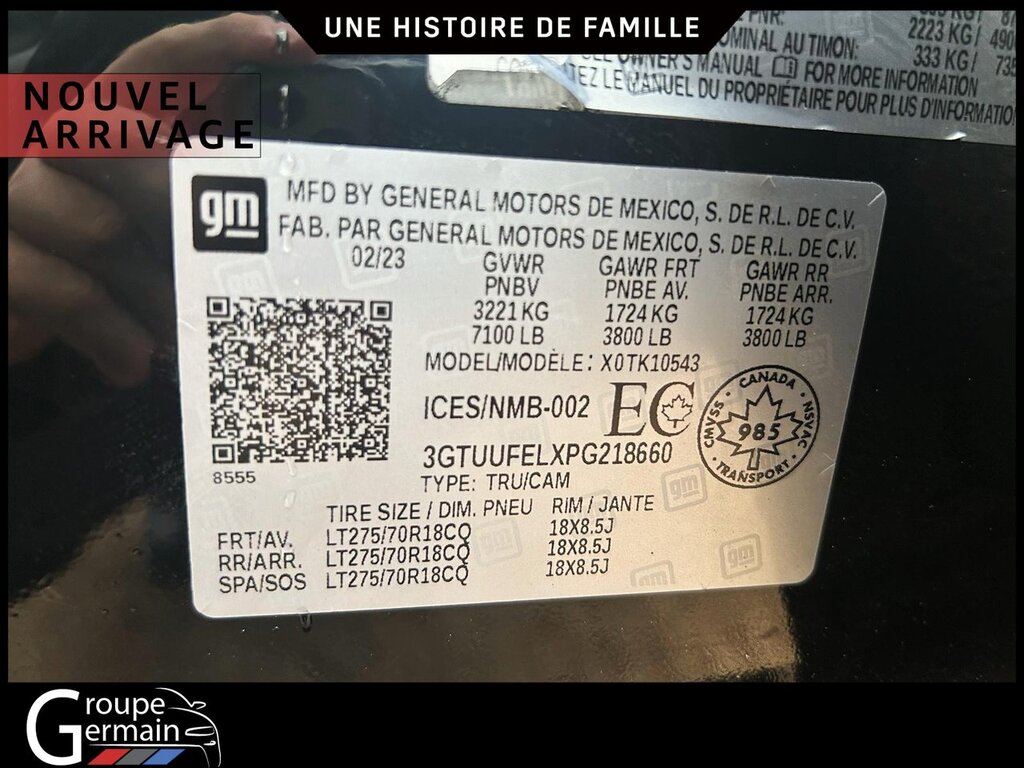 UNE HISTOIRE DE FAMILLE
NOUVEL
ARRIVAGE
PNR:
2223 KG /
OMINAL AU TIMON: 333 KG /
OWNER'S MANUAL FOR MORE INFORMATION
LE MANUEL DU PROPRIÉTAIRE POUR PLUS D'INFORMATIO
gm
MFD BY GENERAL MOTORS DE MEXICO, S. DE R.L. DE C.V.
FAB. PAR GENERAL MOTORS DE MEXICO, S. DE R.L. DE C.V.
02/23 GVWR GAWR FRT GAWR RR
PNBV PNBE AV. PNBE ARR.
3221 KG 1724 KG 1724 KG
7100 LB 3800 LB 3800 LB
MODEL/MODÈLE: X0TK10543
ICES/NMB-002 EC
CANADA
CMVSS 985 NSVAC
TRANSPORT
3GTUUFELXPG218660
8555
TYPE: TRU/CAM
TIRE SIZE / DIM. PNEU RIM / JANTE
FRT/AV. LT275/70R18CQ 18X8.5J
RR/ARR. LT275/70R18CQ 18X8.5J
SPA/SOS LT275/70R18CQ 18X8.5J
Groupe
Germain